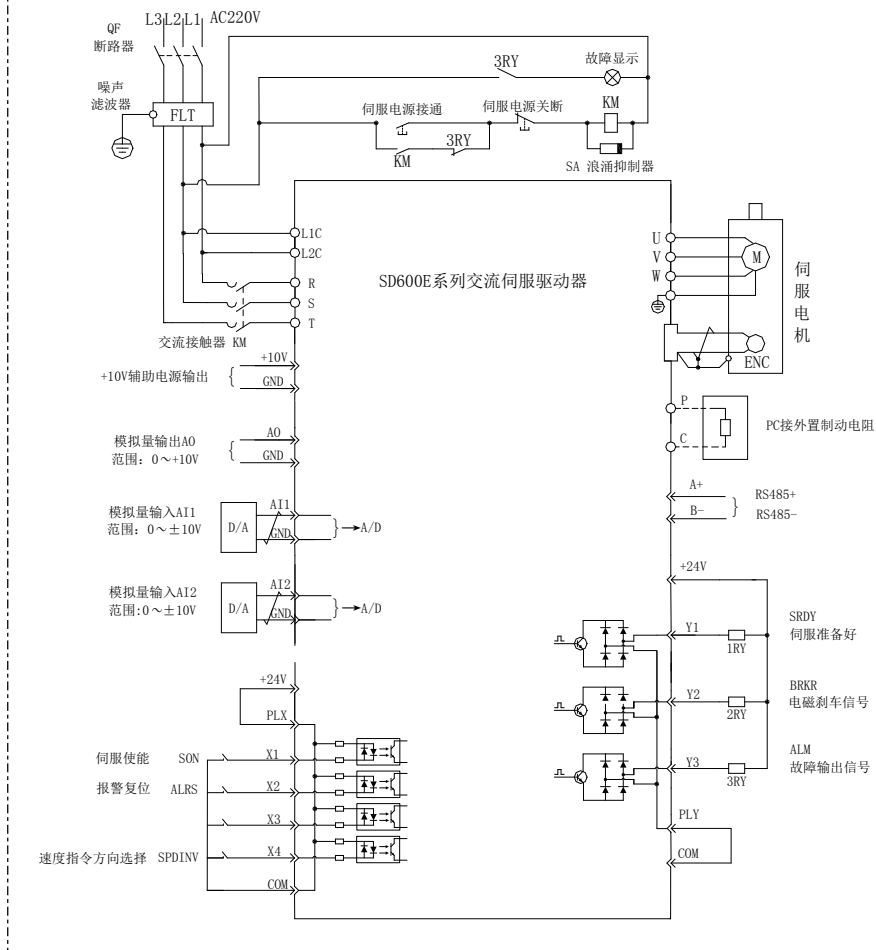 QF
断路器
L3 L2 L1 AC220V
噪声
滤波器
FLT
3RY
故障显示
伺服电源接通
伺服电源关断
KM
KM
3RY
SA 浪涌抑制器
L1C
L2C
R
S
T
交流接触器 KM
SD600E系列交流伺服驱动器
U
V
W
M
ENC
伺服电机
+10V辅助电源输出
{
+10V
GND
P
C
PC接外置制动电阻
模拟量输出AO
范围：0～+10V
{
AO
GND
A+
B-
}
RS485+
RS485-
模拟量输入AI1
范围：0～±10V
D/A
AI1
GND
}
A/D
模拟量输入AI2
范围:0～±10V
D/A
AI2
GND
}
A/D
+24V
Y1
1RY
SRDY
伺服准备好
Y2
2RY
BRKR
电磁刹车信号
Y3
3RY
ALM
故障输出信号
PLY
COM
+24V
PLX
伺服使能 SON X1
报警复位 ALRS X2
X3
速度指令方向选择 SPDINV X4
COM